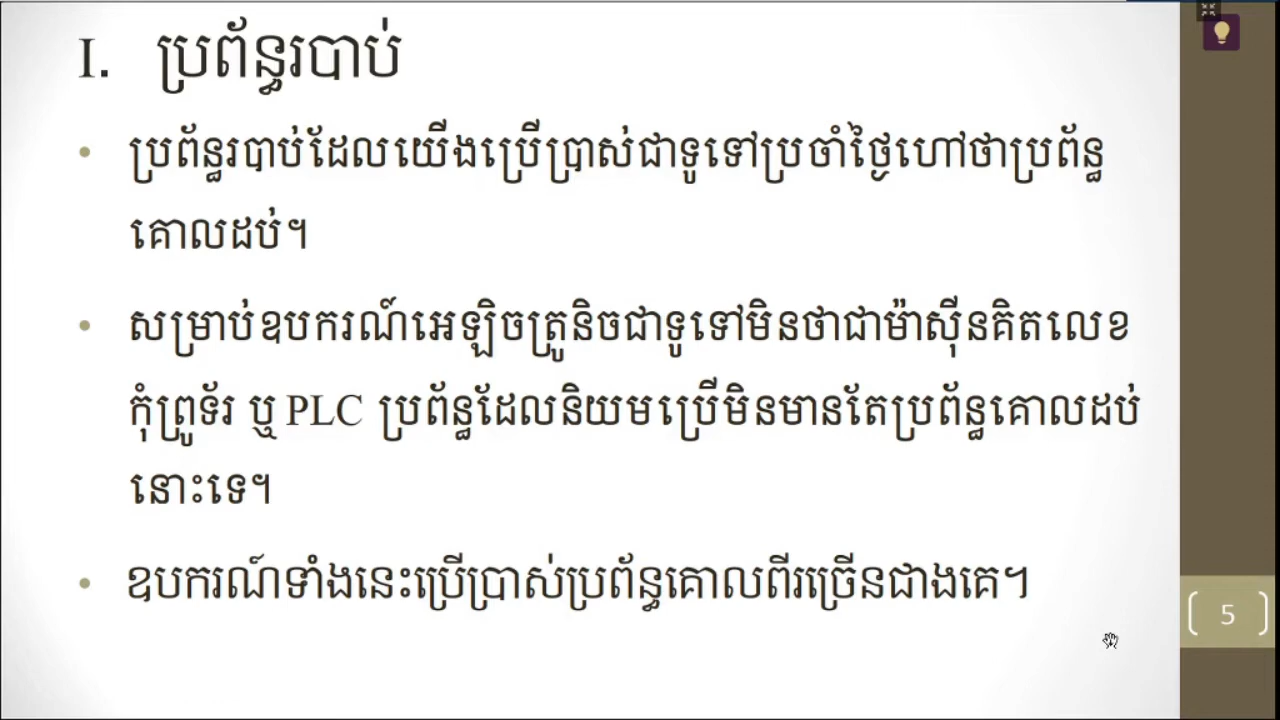 I. ប្រព័ន្ធរបាប់
• ប្រព័ន្ធរបាប់ដែលយើងប្រើប្រាស់ជាទូទៅប្រចាំថ្ងៃហៅថាប្រព័ន្ធ
គោលដប់។
• សម្រាប់ឧបករណ៍អេឡិចត្រូនិចជាទូទៅមិនថាជាម៉ាស៊ីនគិតលេខ
កុំព្រូទ័រ ឬ PLC ប្រព័ន្ធដែលនិយមប្រើមិនមានតែប្រព័ន្ធគោលដប់
នោះទេ។
• ឧបករណ៍ទាំងនេះប្រើប្រាស់ប្រព័ន្ធគោលពីរច្រើនជាងគេ។
5